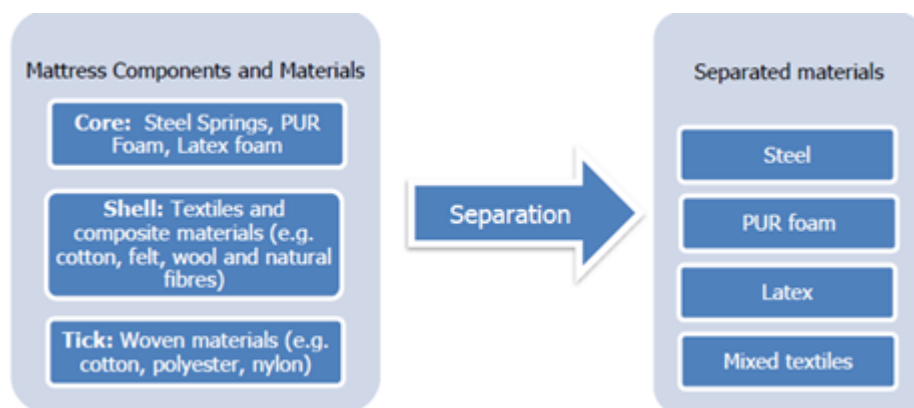 Mattress Components and Materials
Core: Steel Springs, PUR
Foam, Latex foam
Shell: Textiles and
composite materials (e.g.
cotton, felt, wool and natural
fibres)
Tick: Woven materials (e.g.
cotton, polyester, nylon)
Separation
Separated materials
Steel
PUR foam
Latex
Mixed textiles